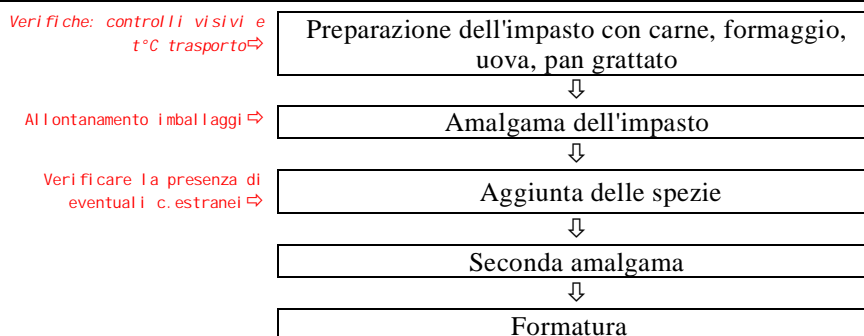 Verifiche: controlli visivi e
t°C trasporto⇨
Preparazione dell'impasto con carne, formaggio,
uova, pan grattato
⇩
Allontanamento imballaggi⇨
Amalgama dell'impasto
⇩
Verificare la presenza di
eventuali c.estranei⇨
Aggiunta delle spezie
⇩
Seconda amalgama
⇩
Formatura